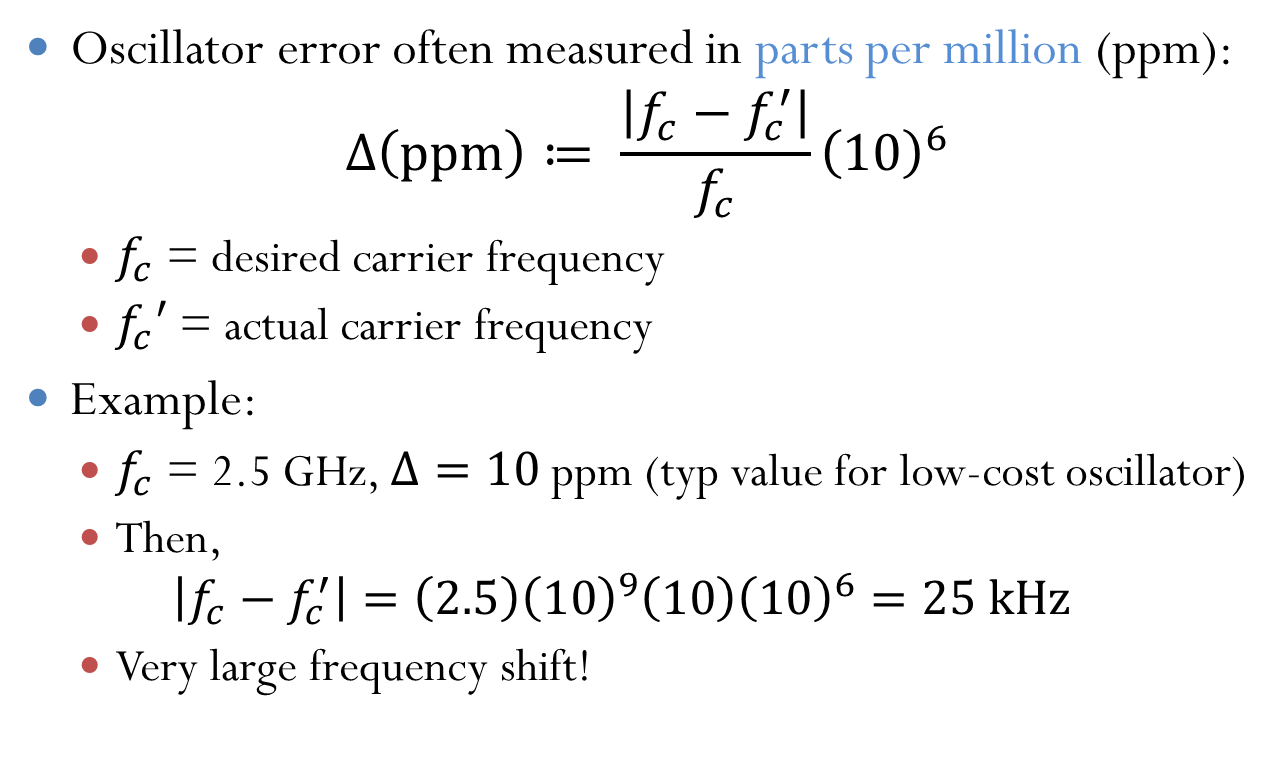 • Oscillator error often measured in parts per million (ppm):
Δ(ppm) ≔ |f_c − f_c′| / f_c (10)^6
• f_c = desired carrier frequency
• f_c′ = actual carrier frequency
• Example:
• f_c = 2.5 GHz, Δ = 10 ppm (typ value for low-cost oscillator)
• Then,
|f_c − f_c′| = (2.5)(10)^9(10)(10)^6 = 25 kHz
• Very large frequency shift!